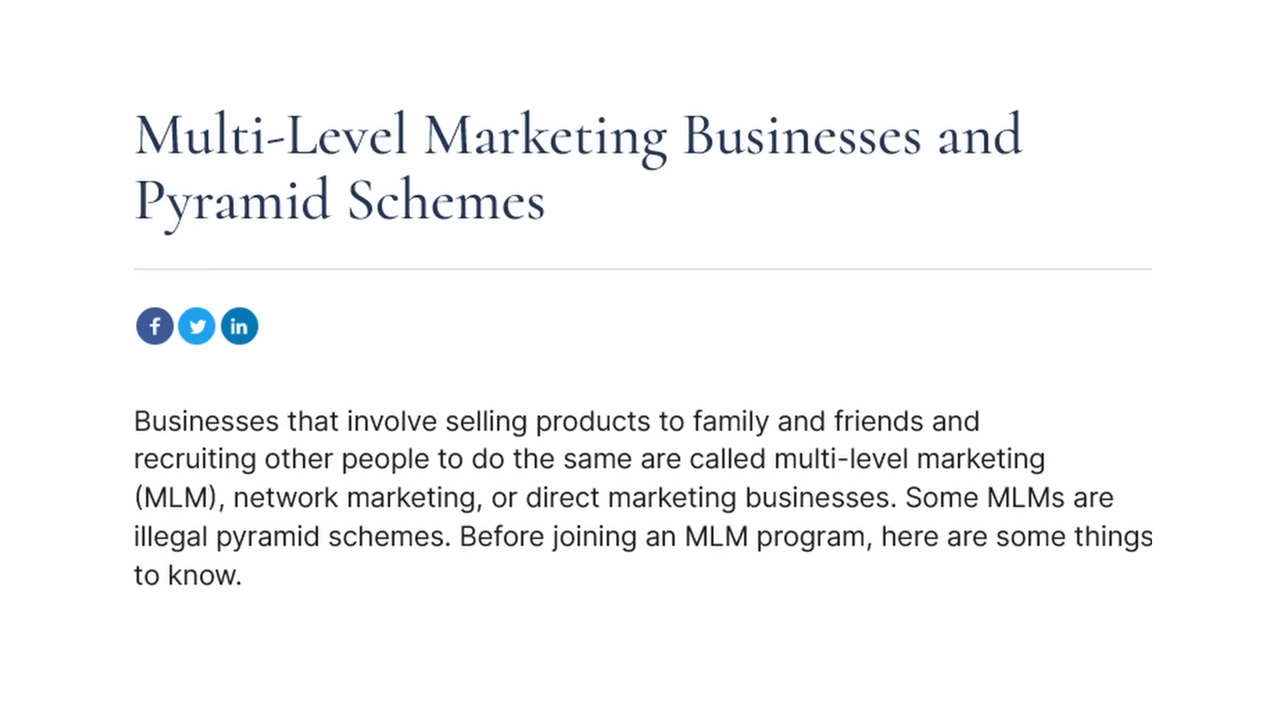 Multi-Level Marketing Businesses and
Pyramid Schemes
f in
Businesses that involve selling products to family and friends and
recruiting other people to do the same are called multi-level marketing
(MLM), network marketing, or direct marketing businesses. Some MLMs are
illegal pyramid schemes. Before joining an MLM program, here are some things
to know.